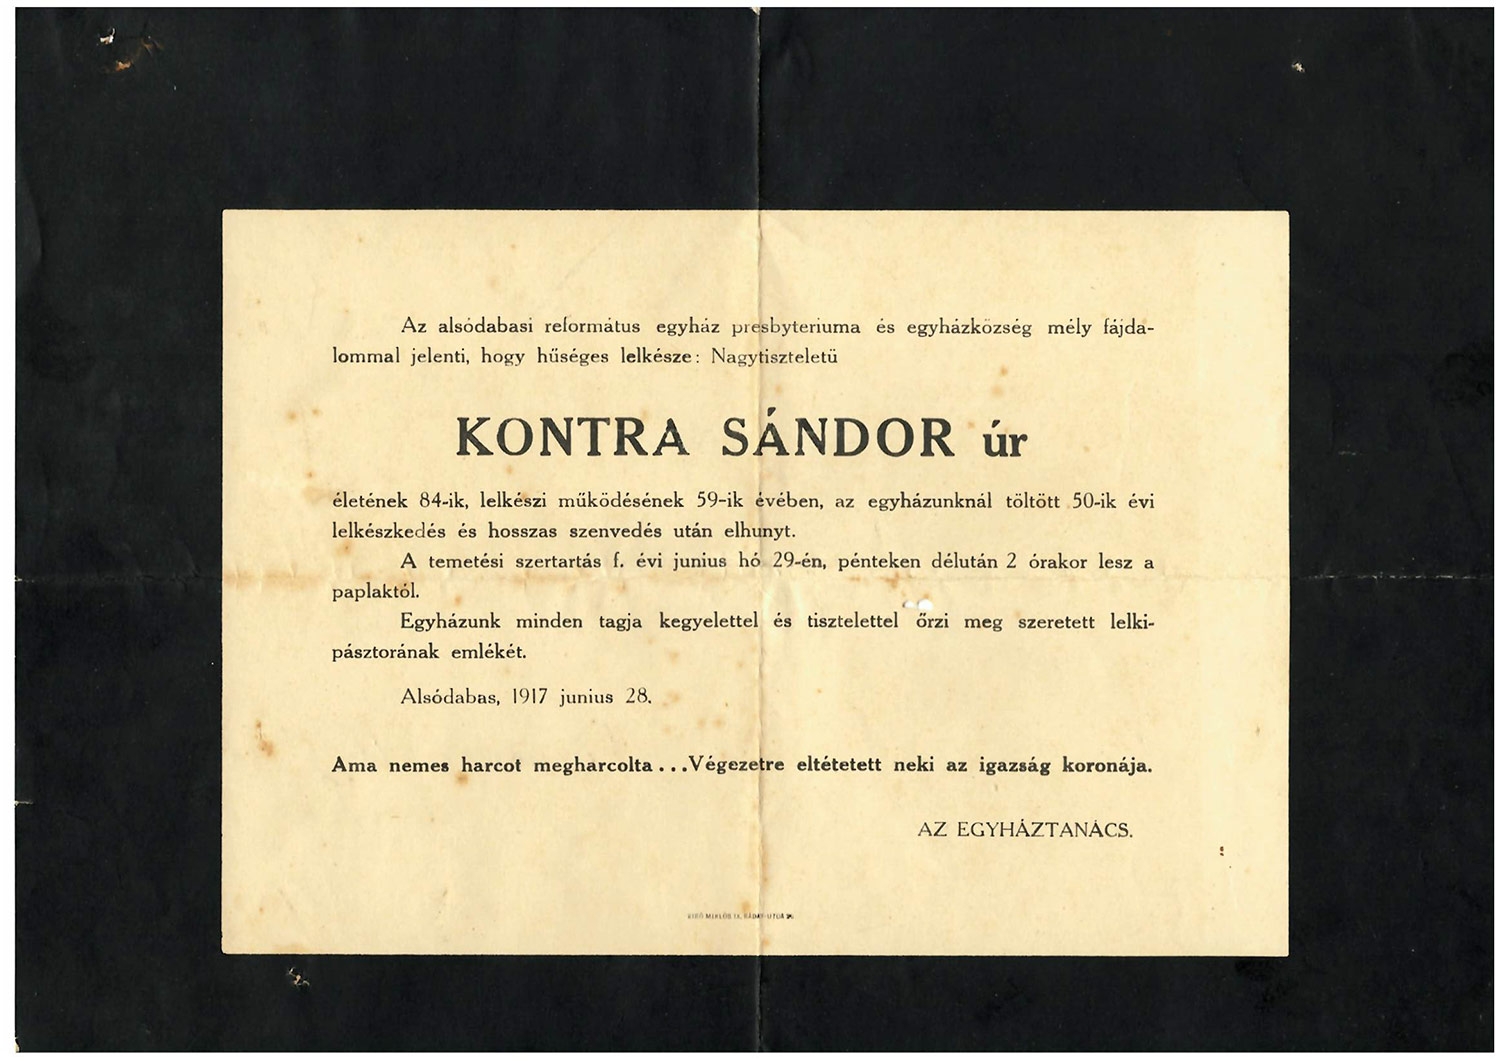 Az alsódabasi református egyház presbyteriuma és egyházközség mély fájda-
lommal jelenti, hogy hűséges lelkésze: Nagytiszteletü
KONTRA SÁNDOR úr
életének 84-ik, lelkészi működésének 59-ik évében, az egyházunknál töltött 50-ik évi
lelkészkedés és hosszas szenvedés után elhunyt.
A temetési szertartás f. évi junius hó 29-én, pénteken délután 2 órakor lesz a
paplaktól.
Egyházunk minden tagja kegyelettel és tisztelettel őrzi meg szeretett lelki-
pásztorának emlékét.
Alsódabas, 1917 junius 28.
Ama nemes harcot megharcolta...Végezetre eltétetett neki az igazság koronája.
AZ EGYHÁZTANÁCS.
MIKLÓS IX. RÁDAY-UTCA